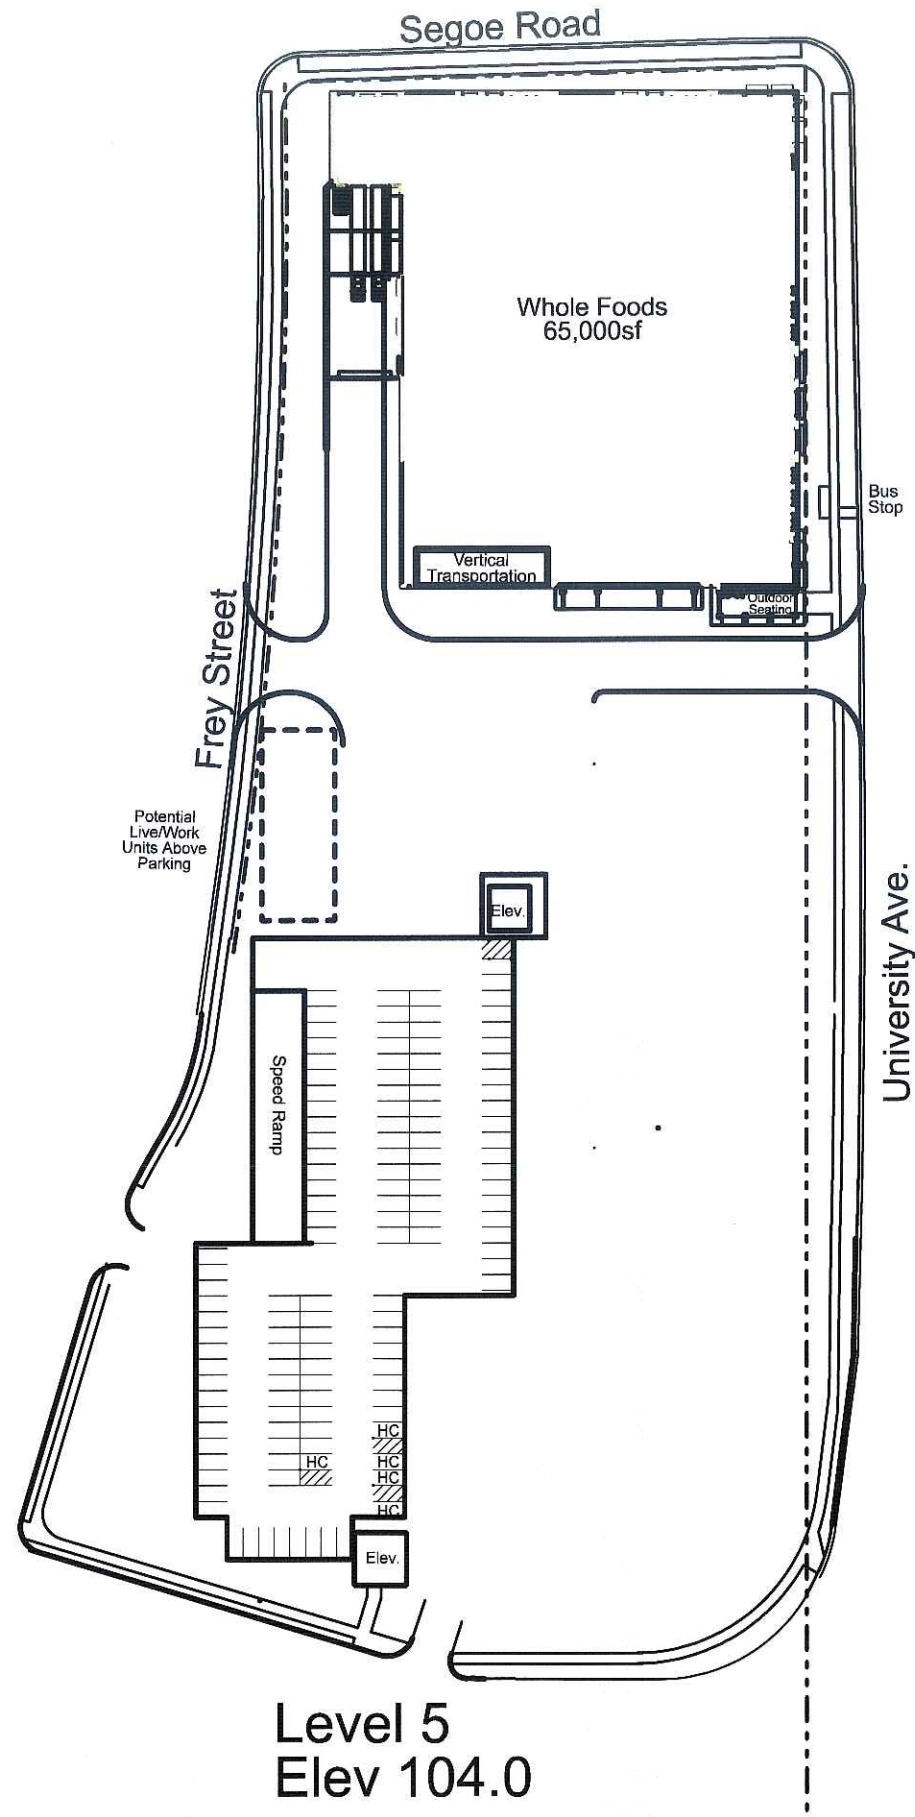 Segoe Road
Whole Foods
65,000sf
Bus
Stop
Vertical
Transportation
Outdoor
Seating
Frey Street
Potential
Live/Work
Units Above
Parking
Elev.
University Ave.
Speed Ramp
HC
HC
HC
HC
HC
Elev.
Level 5
Elev 104.0